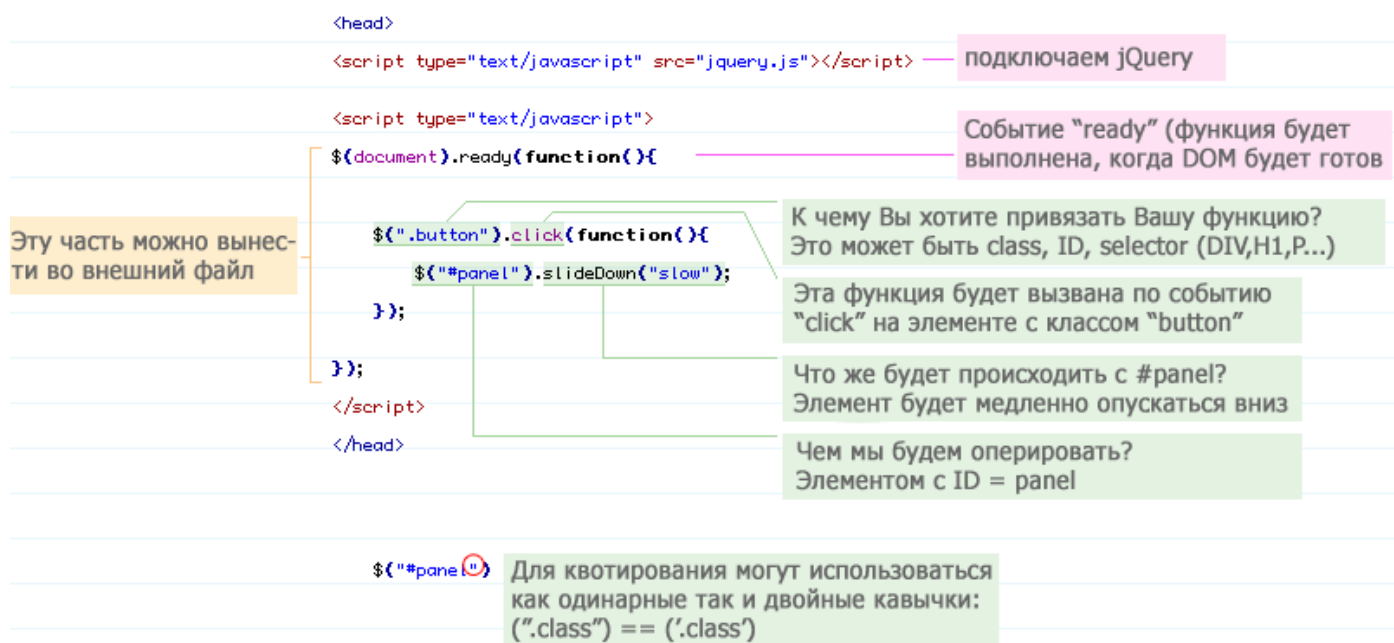 <head>
<script type="text/javascript" src="jquery.js"></script>
подключаем jQuery
<script type="text/javascript">
$(document).ready(function(){
Событие “ready” (функция будет
выполнена, когда DOM будет готов
Эту часть можно вынес-
ти во внешний файл
$(".button").click(function(){
К чему Вы хотите привязать Вашу функцию?
Это может быть class, ID, selector (DIV,H1,P...)
$("#panel").slideDown("slow");
Эта функция будет вызвана по событию
“click” на элементе с классом “button”
});
});
Что же будет происходить с #panel?
Элемент будет медленно опускаться вниз
</script>
</head>
Чем мы будем оперировать?
Элементом с ID = panel
$("#panel")
Для квотирования могут использоваться
как одинарные так и двойные кавычки:
(”.class”) == (’.class’)